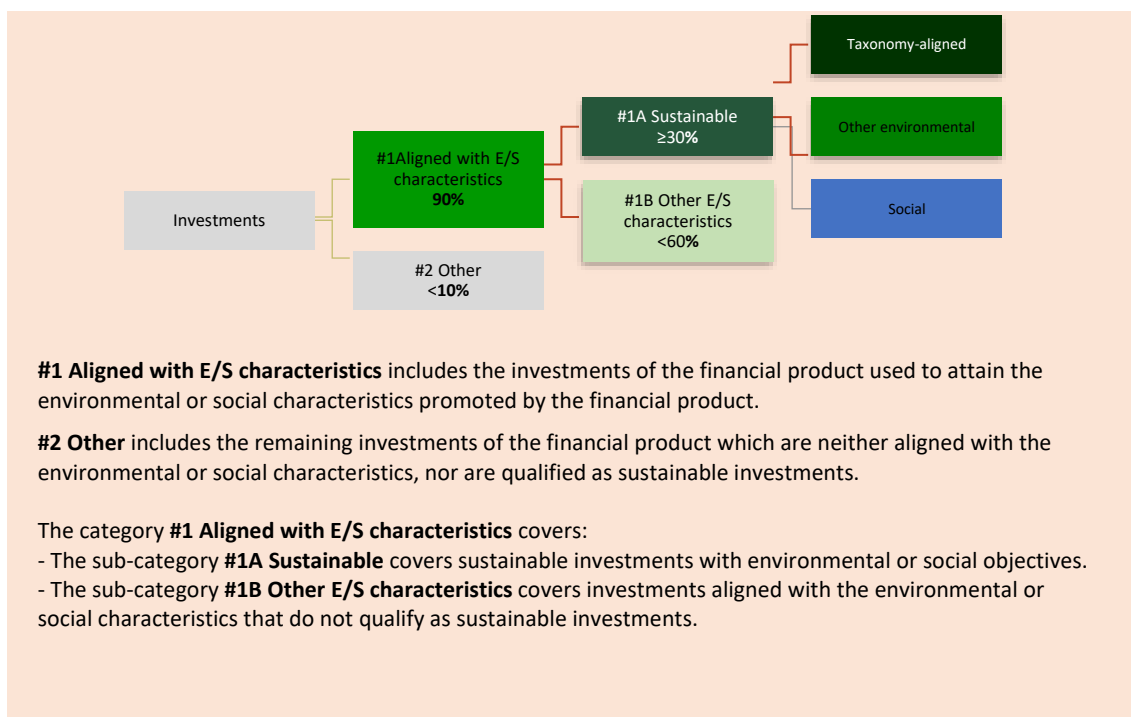 Taxonomy-aligned
#1A Sustainable
≥30%
Other environmental
#1Aligned with E/S
characteristics
90%
#1B Other E/S
characteristics
<60%
Social
Investments
#2 Other
<10%
#1 Aligned with E/S characteristics includes the investments of the financial product used to attain the
environmental or social characteristics promoted by the financial product.
#2 Other includes the remaining investments of the financial product which are neither aligned with the
environmental or social characteristics, nor are qualified as sustainable investments.
The category #1 Aligned with E/S characteristics covers:
- The sub-category #1A Sustainable covers sustainable investments with environmental or social objectives.
- The sub-category #1B Other E/S characteristics covers investments aligned with the environmental or
social characteristics that do not qualify as sustainable investments.